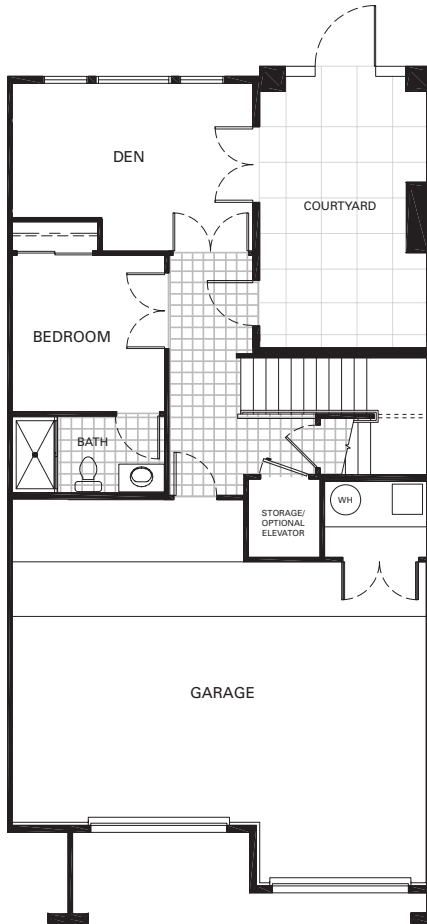 DEN
COURTYARD
BEDROOM
BATH
WH
STORAGE/
OPTIONAL
ELEVATOR
GARAGE